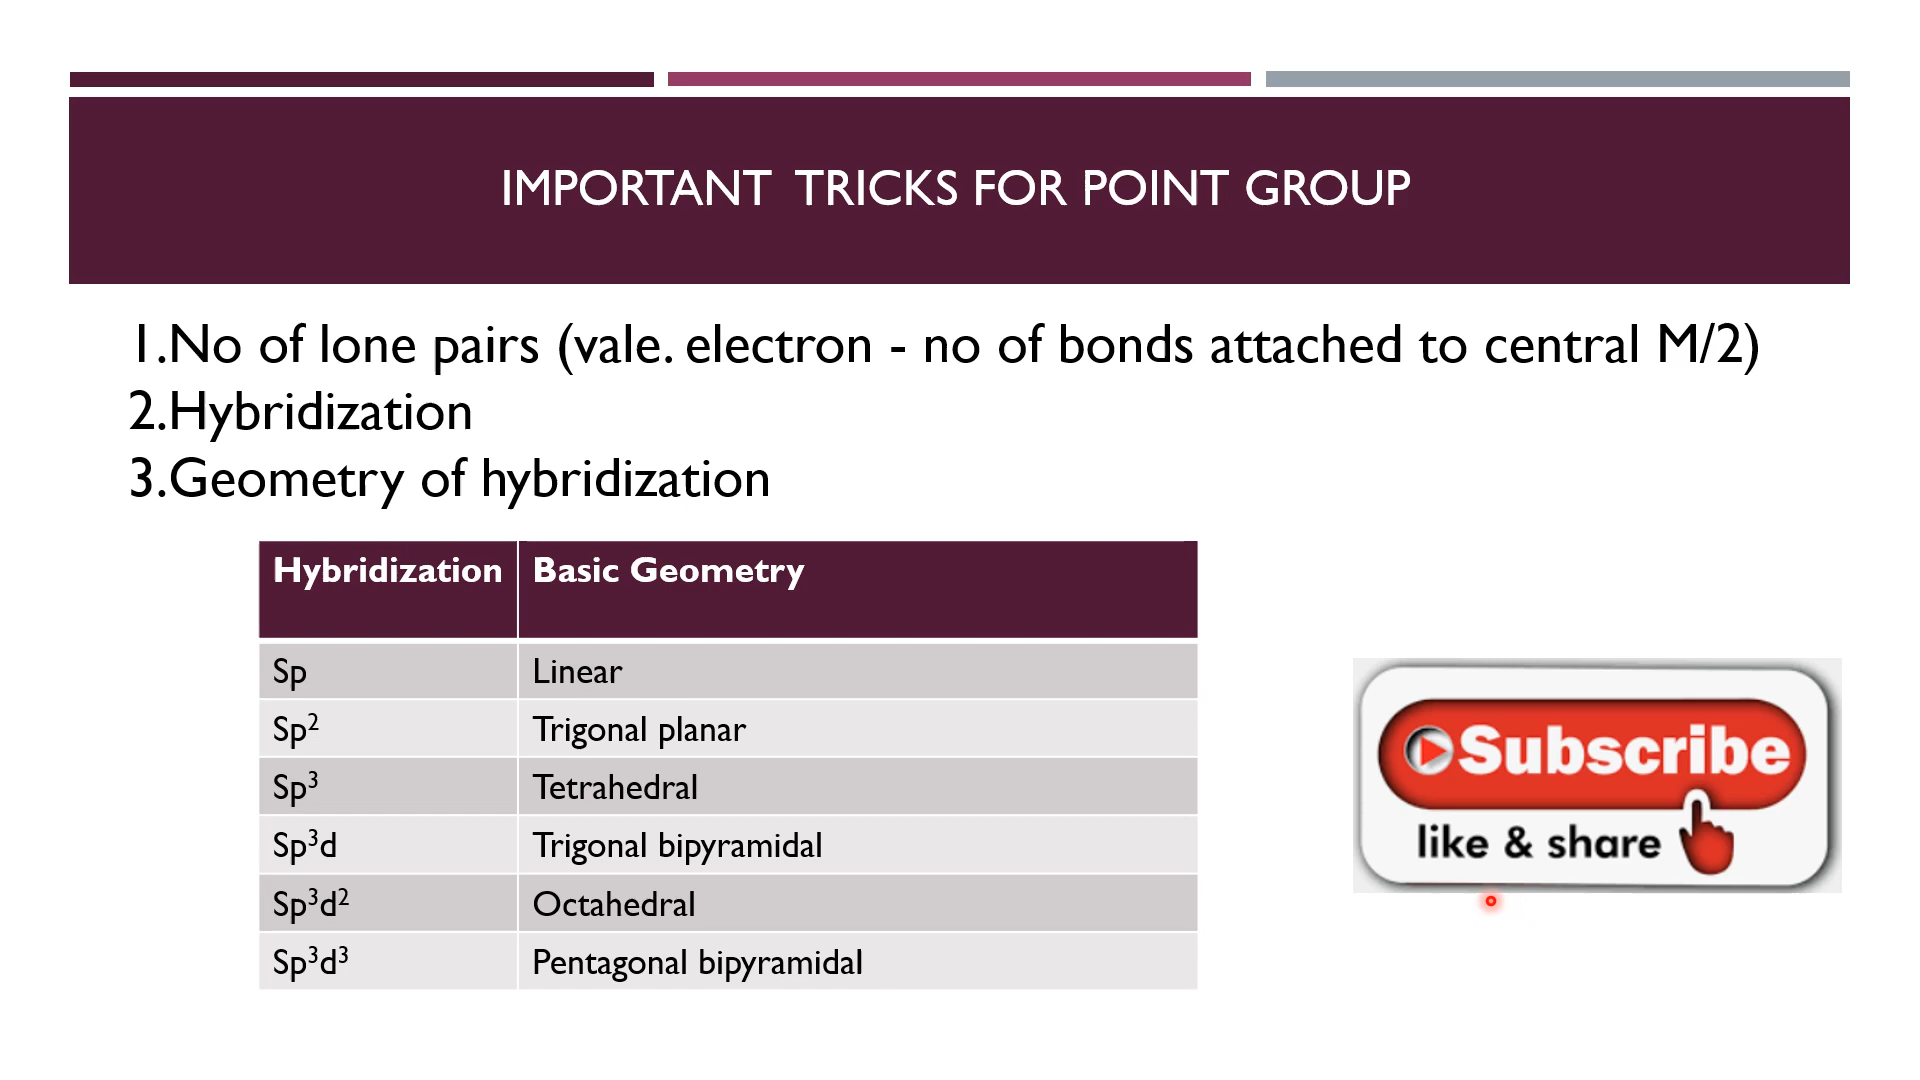 IMPORTANT TRICKS FOR POINT GROUP
1.No of lone pairs (vale. electron - no of bonds attached to central M/2)
2.Hybridization
3.Geometry of hybridization
Hybridization Basic Geometry
Sp Linear
Sp² Trigonal planar
Sp³ Tetrahedral
Sp³d Trigonal bipyramidal
Sp³d² Octahedral
Sp³d³ Pentagonal bipyramidal
Subscribe
like & share